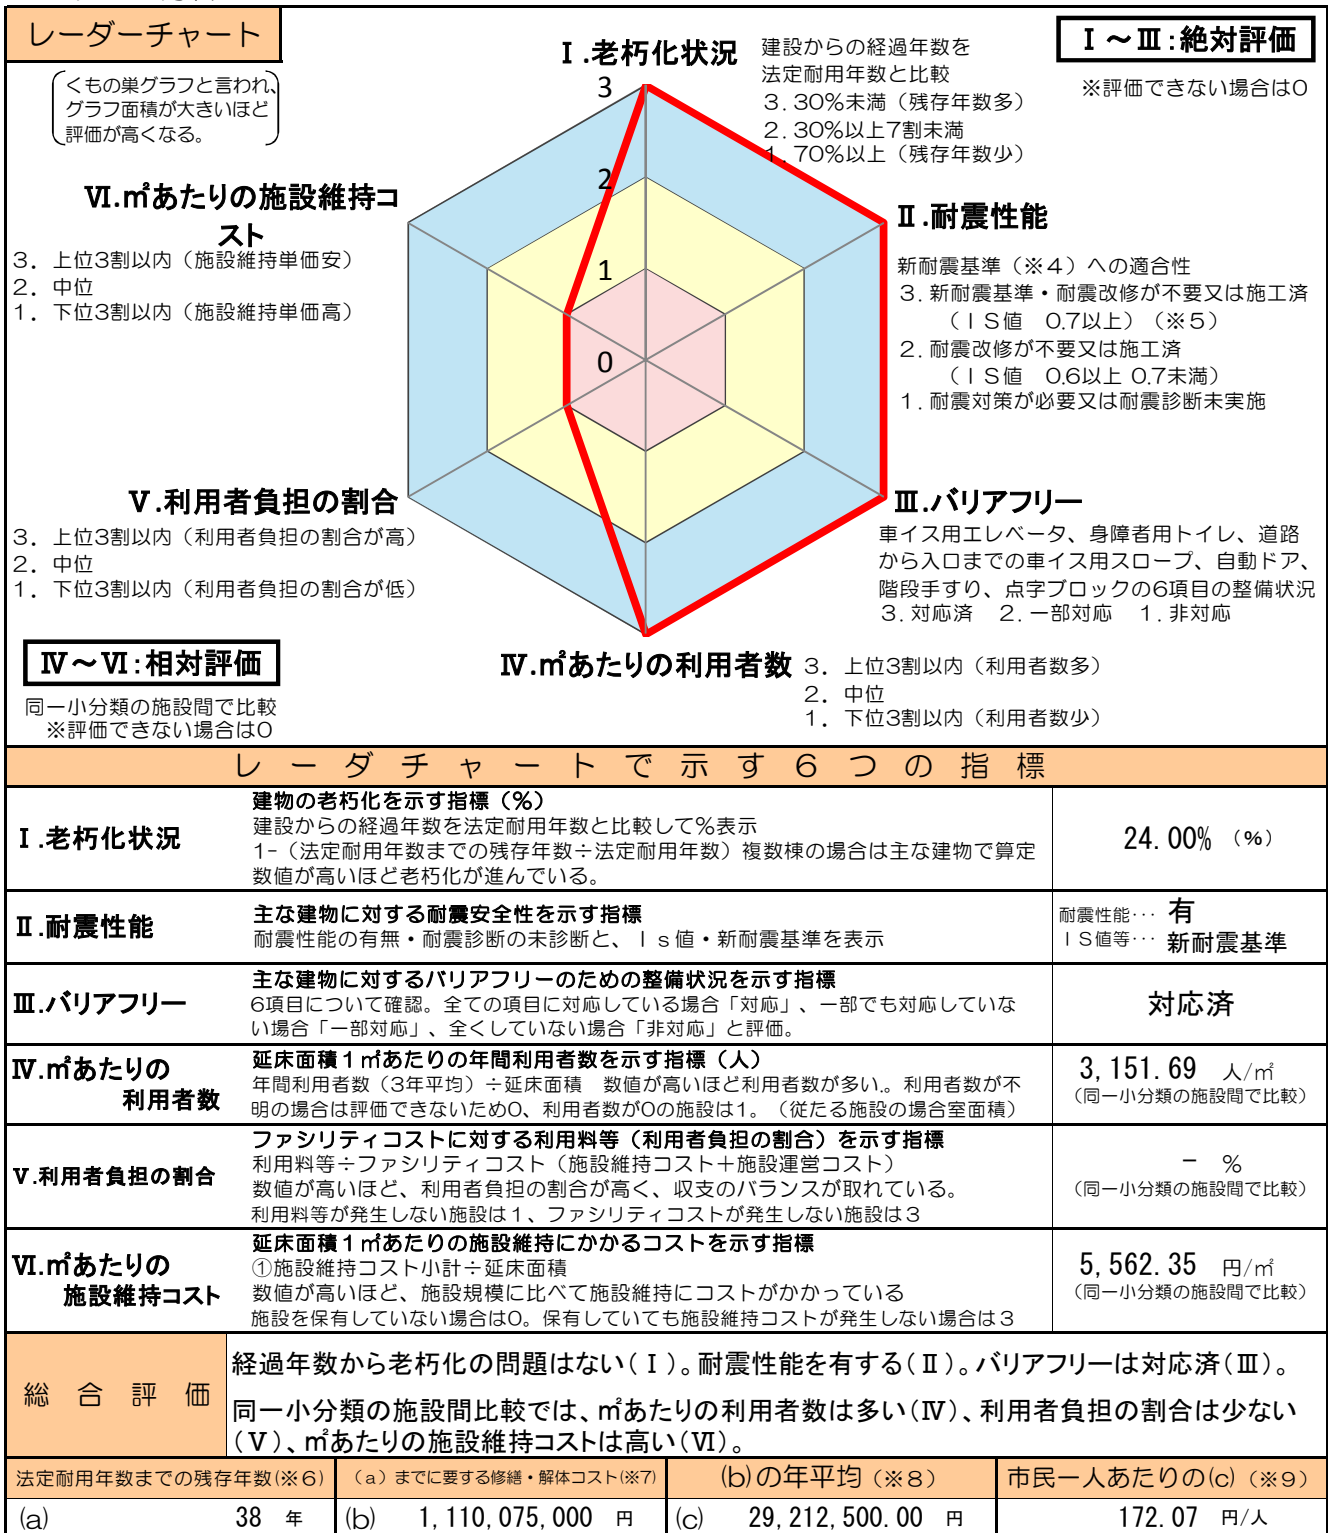 レーダーチャート
くもの巣グラフと言われ、
グラフ面積が大きいほど
評価が高くなる。
Ⅰ～Ⅲ:絶対評価
※評価できない場合は0
Ⅰ.老朽化状況
建設からの経過年数を
法定耐用年数と比較
3. 30%未満（残存年数多）
2. 30%以上7割未満
1. 70%以上（残存年数少）
3
2
1
0
Ⅵ.㎡あたりの施設維持コ
スト
3. 上位3割以内（施設維持単価安）
2. 中位
1. 下位3割以内（施設維持単価高）
Ⅱ.耐震性能
新耐震基準（※4）への適合性
3. 新耐震基準・耐震改修が不要又は施工済
（ＩＳ値 0.7以上）（※5）
2. 耐震改修が不要又は施工済
（ＩＳ値 0.6以上 0.7未満）
1. 耐震対策が必要又は耐震診断未実施
Ⅴ.利用者負担の割合
3. 上位3割以内（利用者負担の割合が高）
2. 中位
1. 下位3割以内（利用者負担の割合が低）
Ⅲ.バリアフリー
車イス用エレベータ、身障者用トイレ、道路
から入口までの車イス用スロープ、自動ドア、
階段手すり、点字ブロックの6項目の整備状況
3. 対応済 2. 一部対応 1. 非対応
Ⅳ～Ⅵ:相対評価
同一小分類の施設間で比較
※評価できない場合は0
Ⅳ.㎡あたりの利用者数
3. 上位3割以内（利用者数多）
2. 中位
1. 下位3割以内（利用者数少）
レーダチャートで示す6つの指標
Ⅰ.老朽化状況
建物の老朽化を示す指標（%）
建設からの経過年数を法定耐用年数と比較して%表示
1-（法定耐用年数までの残存年数÷法定耐用年数）複数棟の場合は主な建物で算定
数値が高いほど老朽化が進んでいる。
24.00% （%）
Ⅱ.耐震性能
主な建物に対する耐震安全性を示す指標
耐震性能の有無・耐震診断の未診断と、Ｉｓ値・新耐震基準を表示
耐震性能… 有
ＩＳ値等… 新耐震基準
Ⅲ.バリアフリー
主な建物に対するバリアフリーのための整備状況を示す指標
6項目について確認。全ての項目に対応している場合「対応」、一部でも対応していな
い場合「一部対応」、全くしていない場合「非対応」と評価。
対応済
Ⅳ.㎡あたりの
利用者数
延床面積１㎡あたりの年間利用者数を示す指標（人）
年間利用者数（3年平均）÷延床面積 数値が高いほど利用者数が多い。利用者数が不
明の場合は評価できないため0、利用者数が0の施設は1。（従たる施設の場合室面積）
3,151.69 人/㎡
（同一小分類の施設間で比較）
Ⅴ.利用者負担の割合
ファシリティコストに対する利用料等（利用者負担の割合）を示す指標
利用料等÷ファシリティコスト（施設維持コスト＋施設運営コスト）
数値が高いほど、利用者負担の割合が高く、収支のバランスが取れている。
利用料等が発生しない施設は１、ファシリティコストが発生しない施設は３
－ %
（同一小分類の施設間で比較）
Ⅵ.㎡あたりの
施設維持コスト
延床面積１㎡あたりの施設維持にかかるコストを示す指標
①施設維持コスト小計÷延床面積
数値が高いほど、施設規模に比べて施設維持にコストがかかっている
施設を保有していない場合は0。保有していても施設維持コストが発生しない場合は３
5,562.35 円/㎡
（同一小分類の施設間で比較）
総合評価
経過年数から老朽化の問題はない(Ⅰ)。耐震性能を有する(Ⅱ)。バリアフリーは対応済(Ⅲ)。
同一小分類の施設間比較では、㎡あたりの利用者数は多い(Ⅳ)、利用者負担の割合は少ない
(Ⅴ)、㎡あたりの施設維持コストは高い(Ⅵ)。
法定耐用年数までの残存年数(※6)
（a）までに要する修繕・解体コスト(※7)
(b)の年平均（※8）
市民一人あたりの(c)（※9）
(a) 38 年
(b) 1,110,075,000 円
(c) 29,212,500.00 円
172.07 円/人